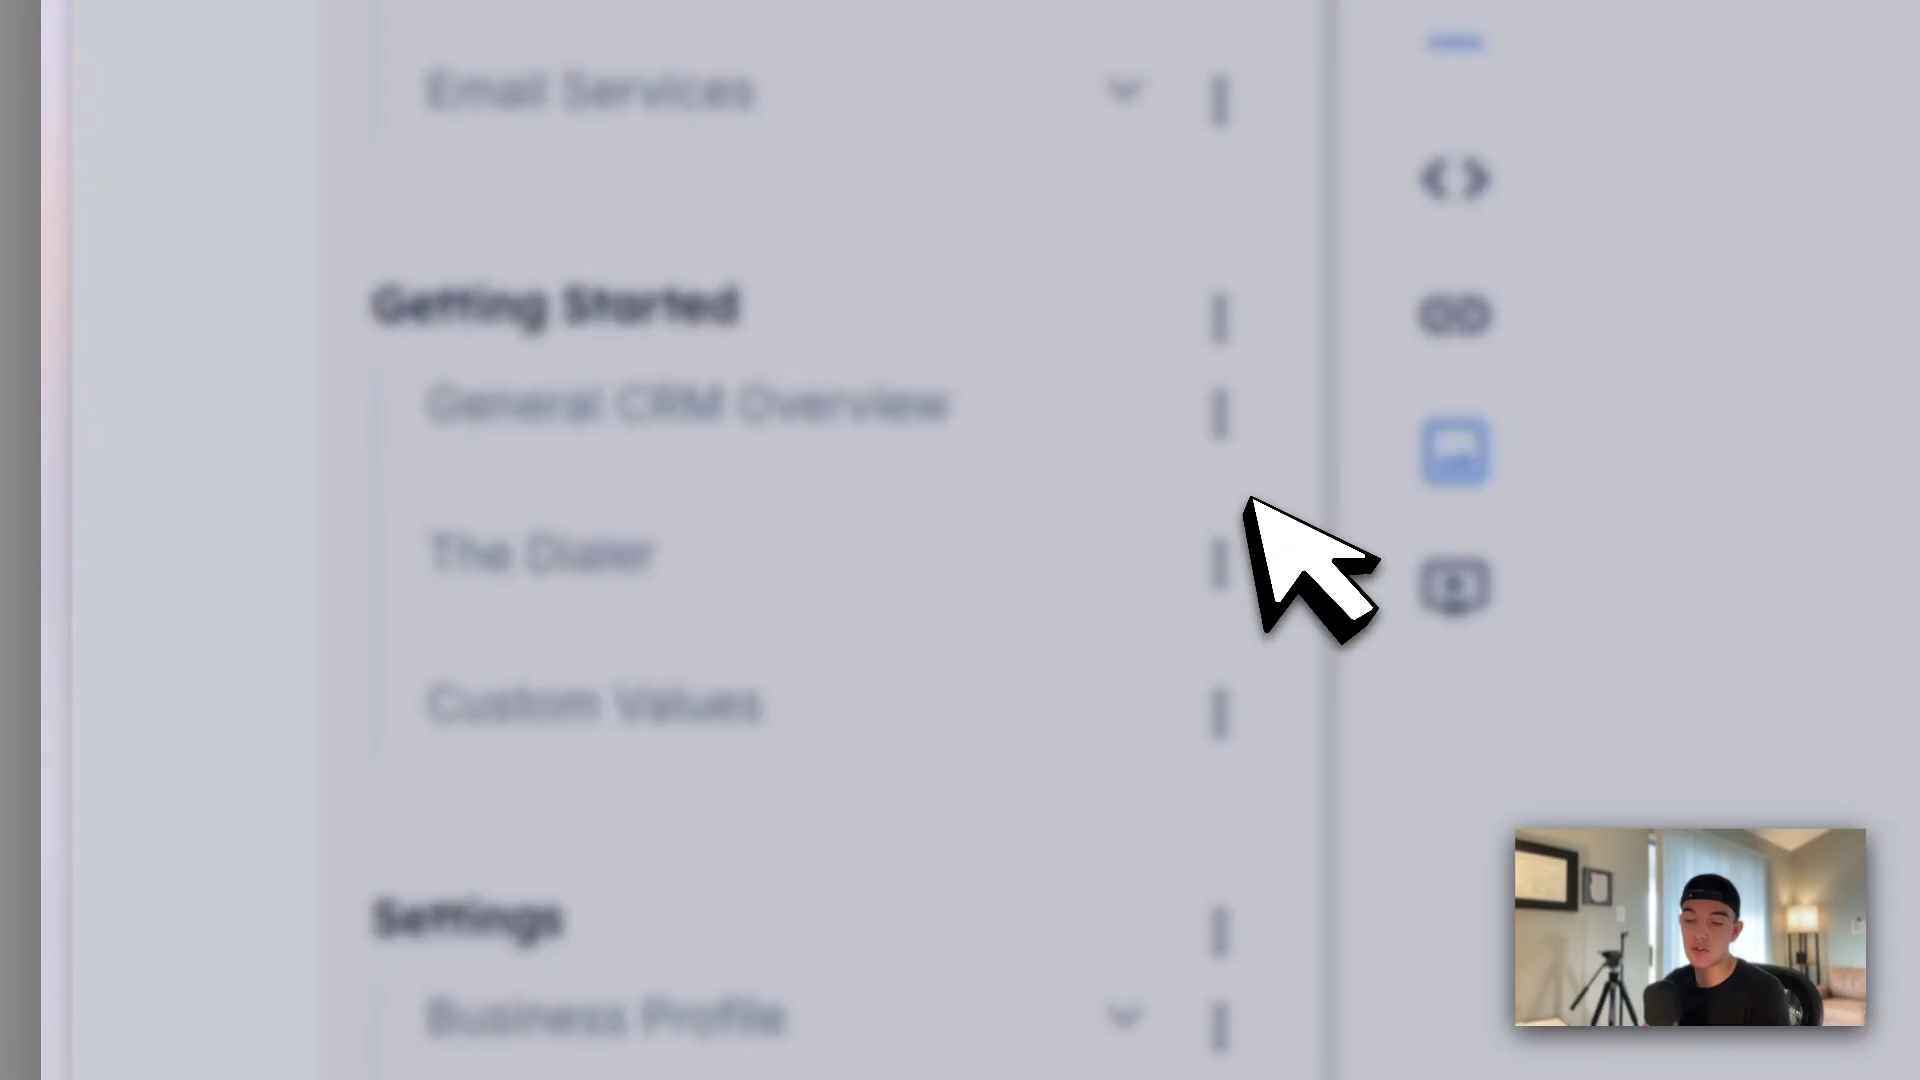 Email Services
Getting Started
General CRM Overview
The Dialer
Custom Values
Settings
Business Profile